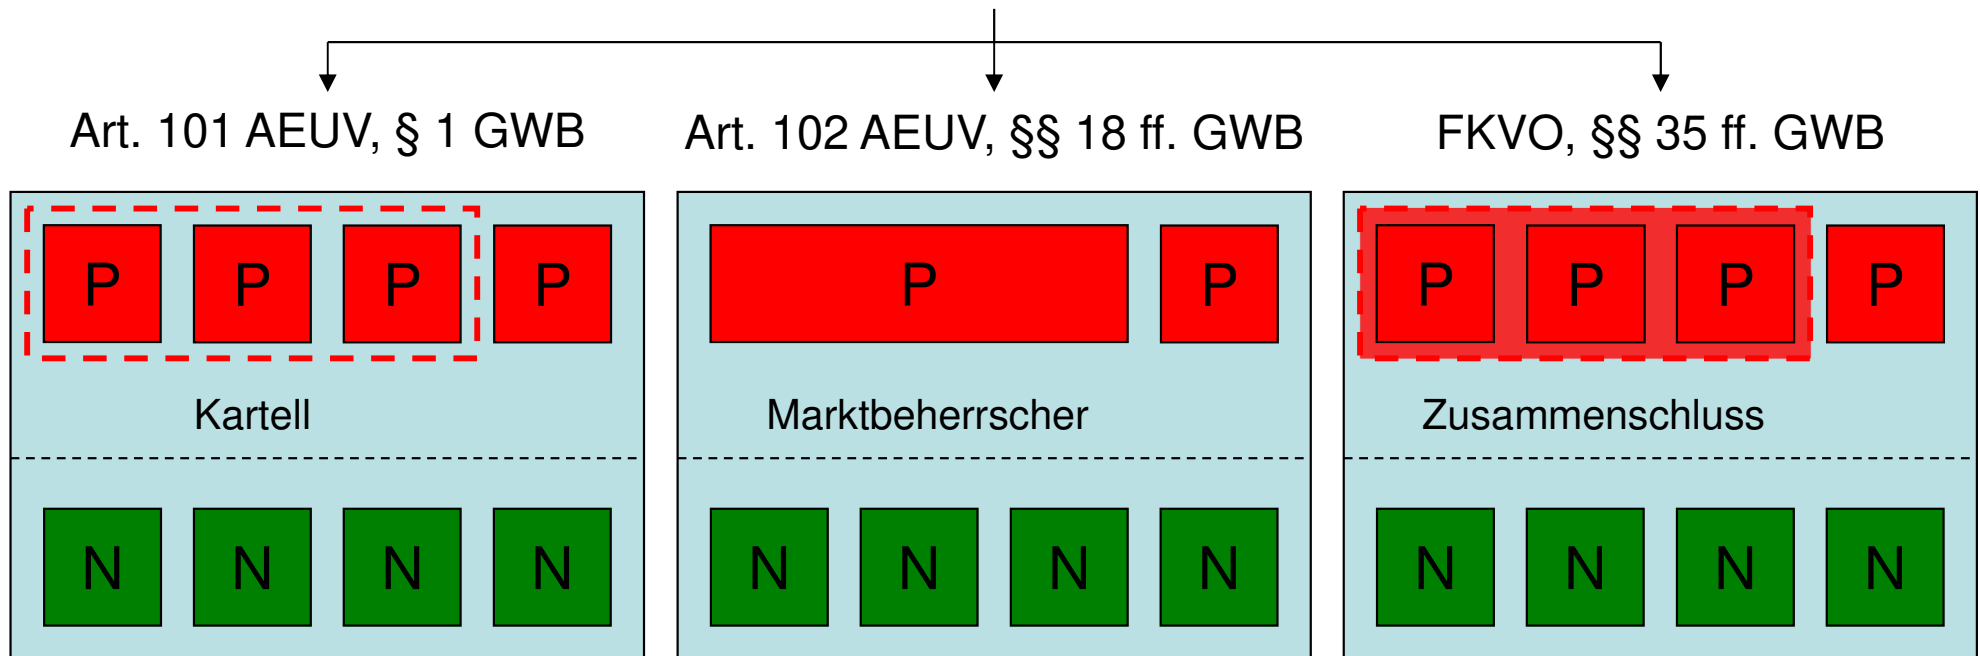 Art. 101 AEUV, § 1 GWB
Art. 102 AEUV, §§ 18 ff. GWB
FKVO, §§ 35 ff. GWB
P P P P
P P
P P P P
Kartell
Marktbeherrscher
Zusammenschluss
N N N N
N N N N
N N N N